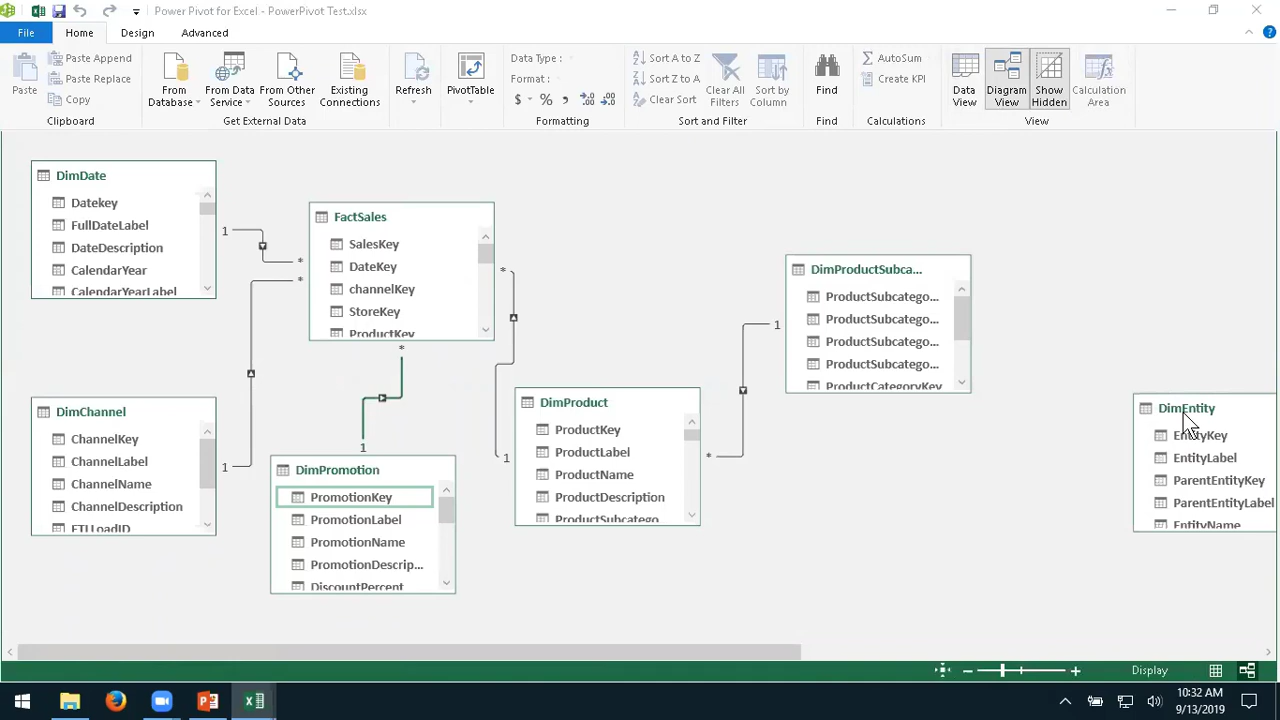 Power Pivot for Excel - PowerPivot Test.xlsx
File Home Design Advanced
Paste
Paste Append
Paste Replace
Copy
Clipboard
From Database
From Data Service
From Other Sources
Existing Connections
Get External Data
Refresh
PivotTable
Data Type :
Format :
$ % , .00 .00
Formatting
Sort A to Z
Sort Z to A
Clear Sort
Clear All Filters
Sort by Column
Sort and Filter
Find
Find
AutoSum
Create KPI
Calculations
Data View
Diagram View
Show Hidden
Calculation Area
View
DimDate
Datekey
FullDateLabel
DateDescription
CalendarYear
CalendarYearLabel
1
*
*
FactSales
SalesKey
DateKey
channelKey
StoreKey
ProductKey
*
*
DimProductSubca...
ProductSubcatego...
ProductSubcatego...
ProductSubcatego...
ProductSubcatego...
ProductCategoryKey
1
DimChannel
ChannelKey
ChannelLabel
ChannelName
ChannelDescription
ETLLoadID
1
1
DimPromotion
PromotionKey
PromotionLabel
PromotionName
PromotionDescrip...
DiscountPercent
1
DimProduct
ProductKey
ProductLabel
ProductName
ProductDescription
ProductSubcatego
*
DimEntity
EntityKey
EntityLabel
ParentEntityKey
ParentEntityLabel
EntityName
Display
10:32 AM
9/13/2019